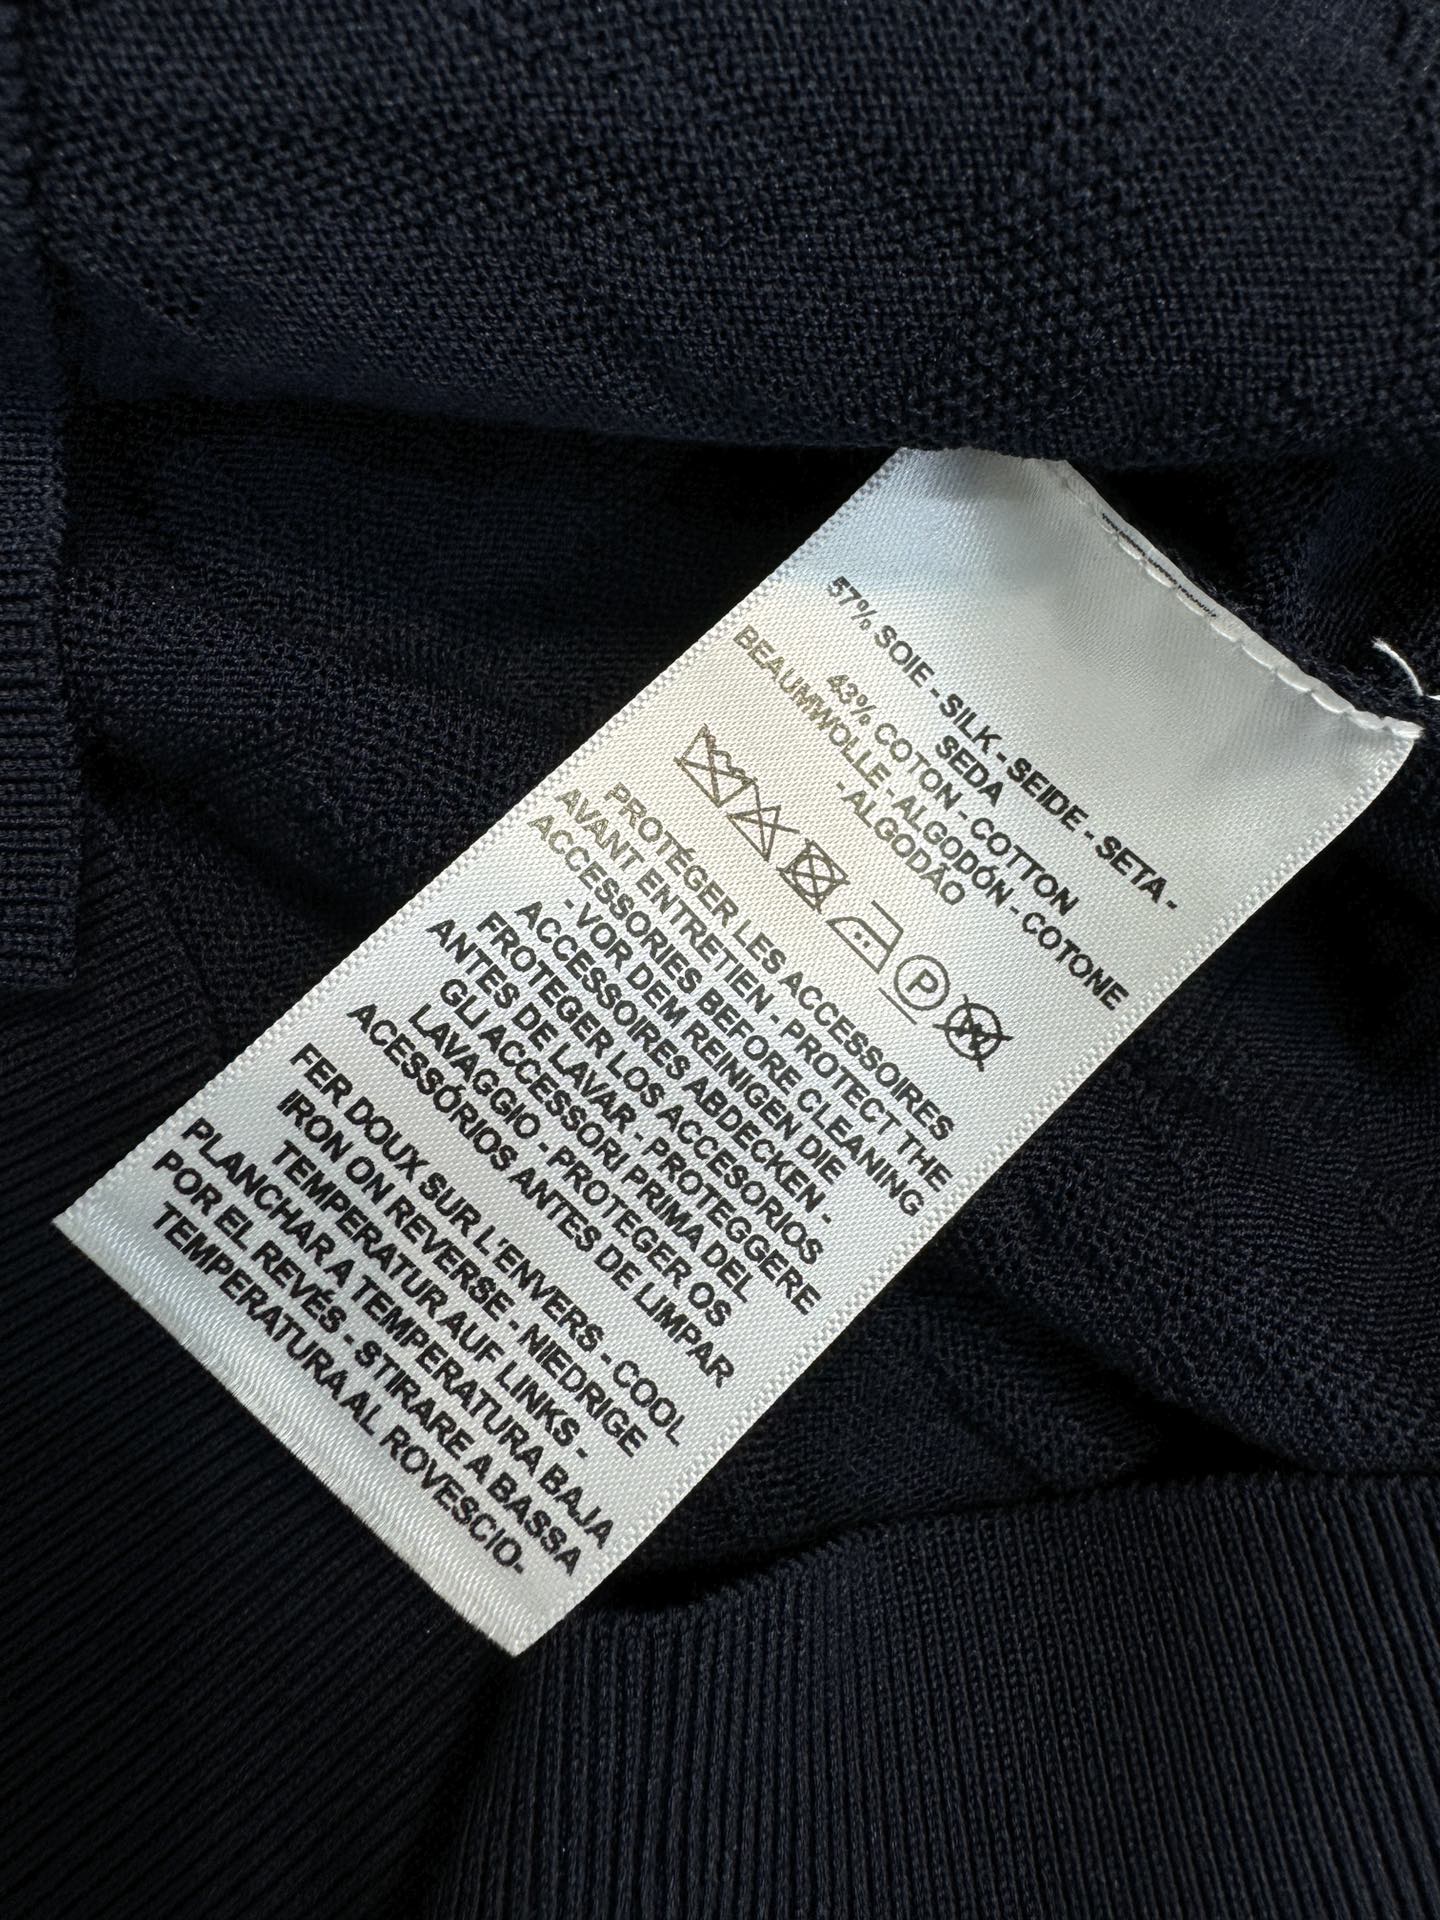 57% SOIE - SILK - SEIDE - SETA -
SEDA
43% COTON - COTTON
BEAUMWOLLE - ALGODÓN - COTONE
- ALGODÃO
P
W
PROTÉGER LES ACCESSOIRES
AVANT ENTRETIEN - PROTECT THE
ACCESSORIES BEFORE CLEANING
- VOR DEM REINIGEN DIE
ACCESSOIRES ABDECKEN -
FROTEGER LOS ACCESORIOS
ANTES DE LAVAR - PROTEGGERE
GLI ACCESSORI PRIMA DEL
LAVAGGIO - PROTEGER OS
ACESSÓRIOS ANTES DE LIMPAR
FER DOUX SUR L'ENVERS - COOL
IRON ON REVERSE - NIEDRIGE
TEMPERATUR AUF LINKS -
PLANCHAR A TEMPERATURA BAJA
POR EL REVÉS - STIRARE A BASSA
TEMPERATURA AL ROVESCIO-